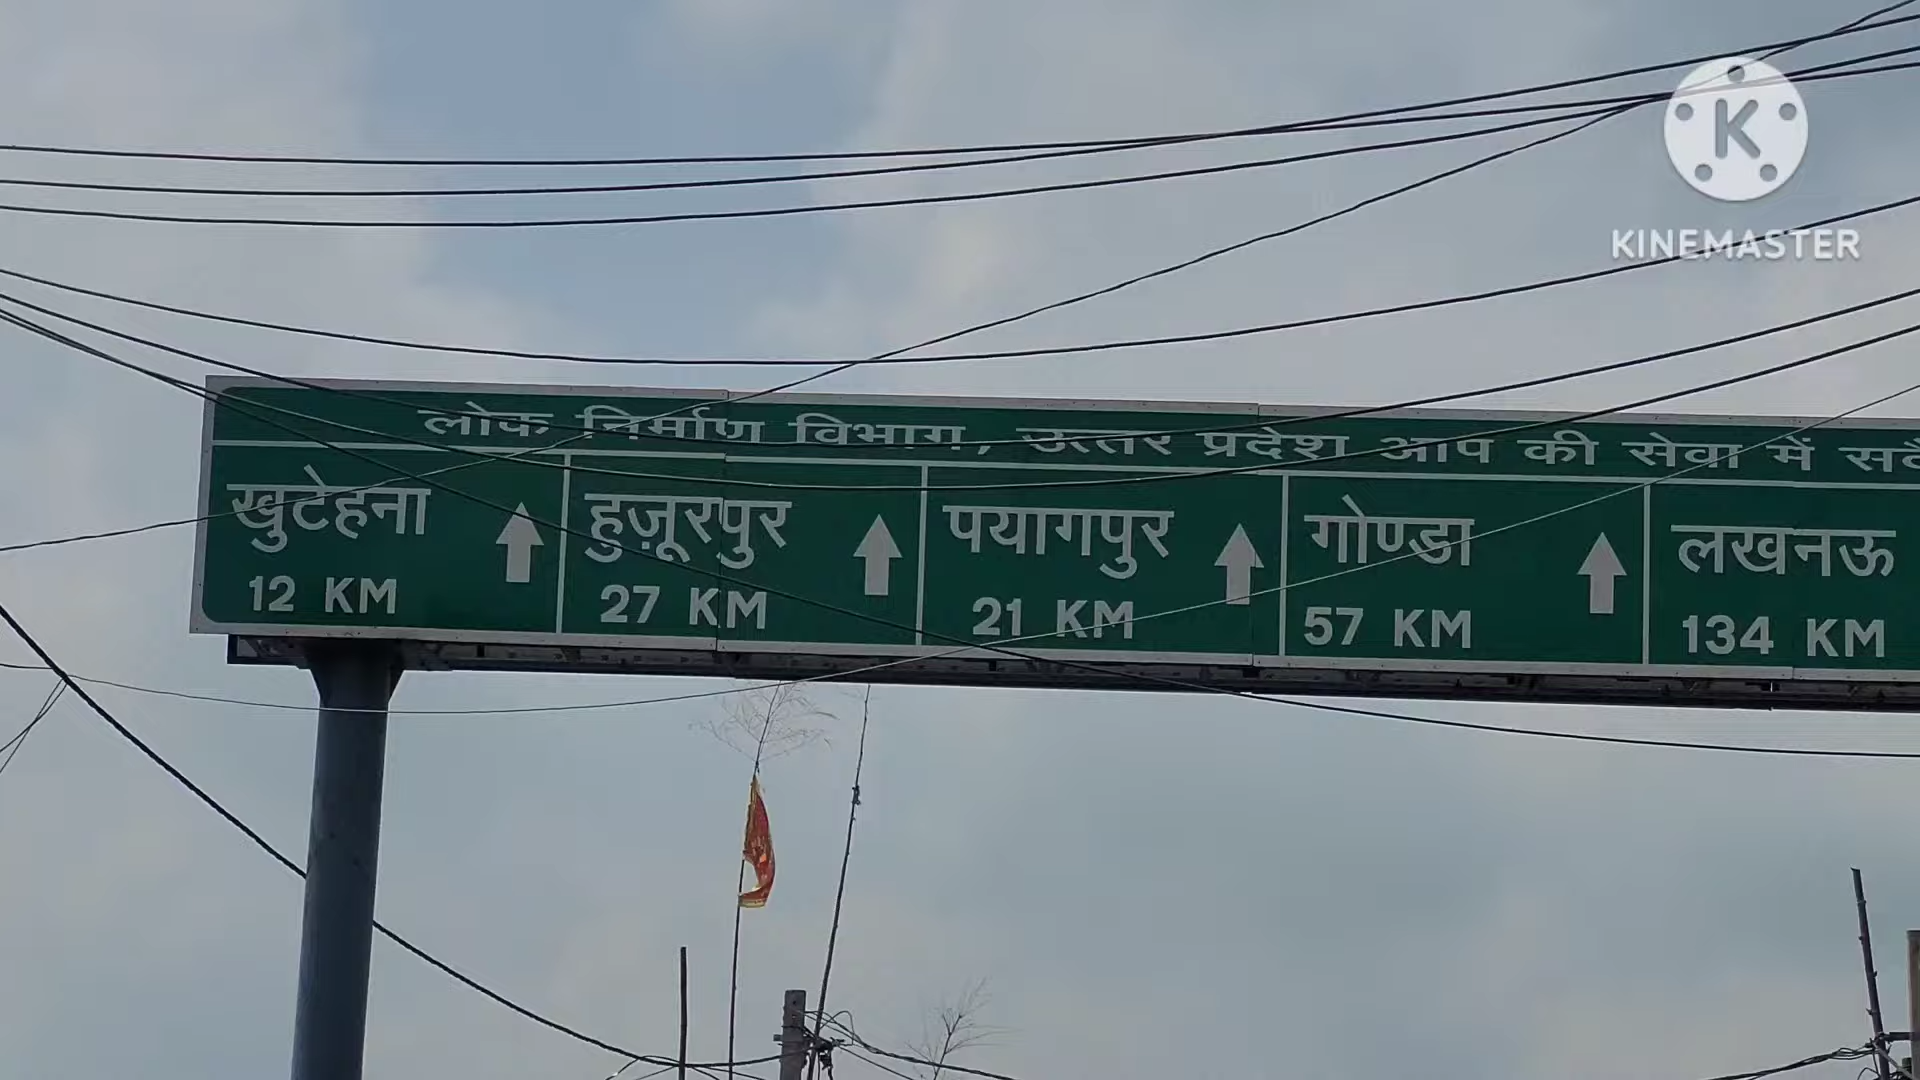 लोक निर्माण विभाग, उत्तर प्रदेश आप की सेवा में
खुटेहना
12 KM
हुज़ूरपुर
27 KM
पयागपुर
21 KM
गोण्डा
57 KM
लखनऊ
134 KM
K
KINEMASTER